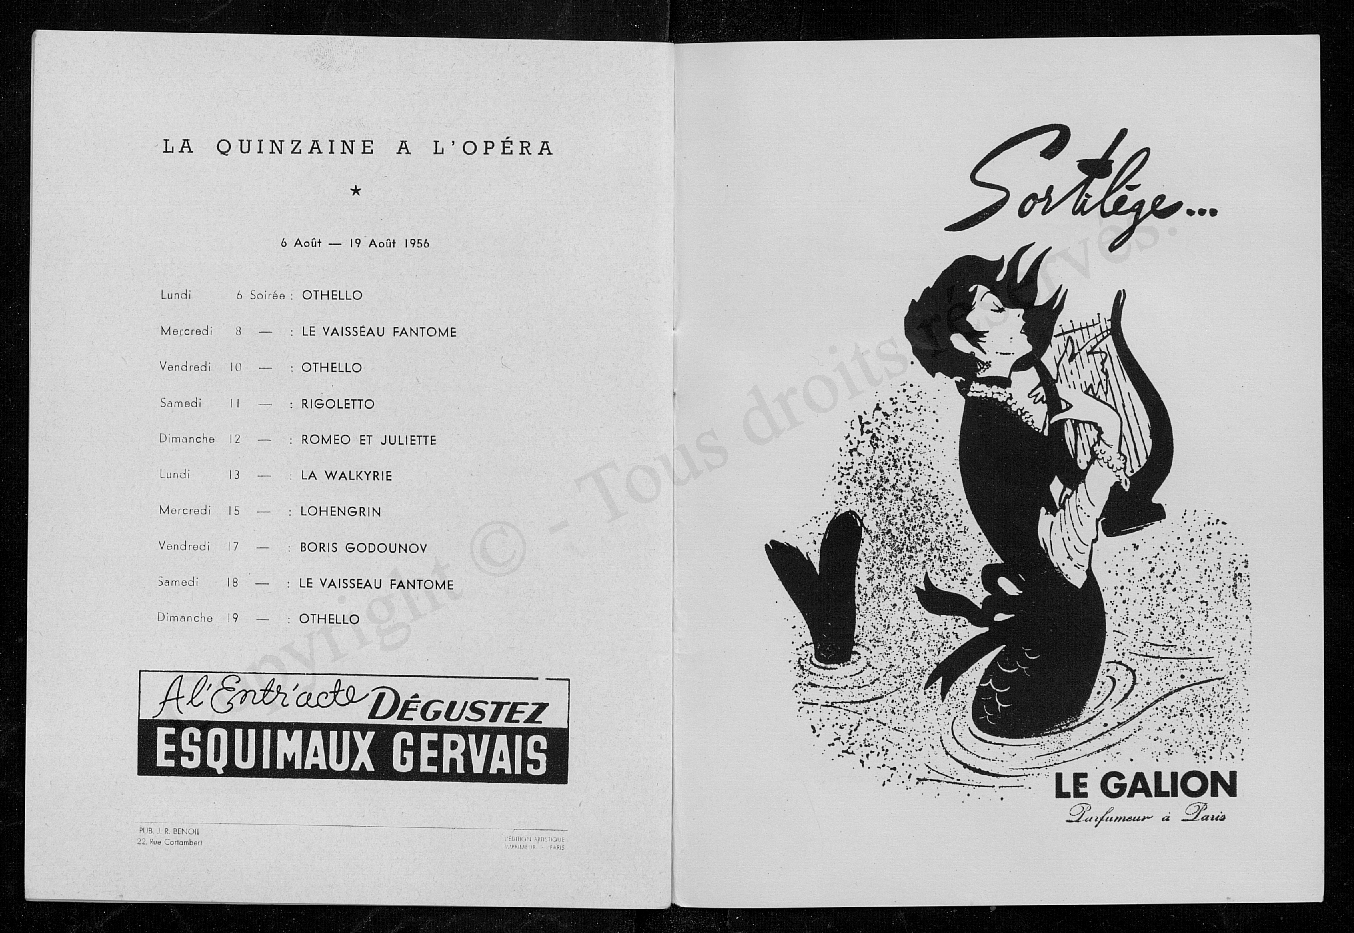 LA QUINZAINE A L'OPÉRA
★
6 Août — 19 Août 1956
Lundi 6 Soirée : OTHELLO
Mercredi 8 — : LE VAISSEAU FANTOME
Vendredi 10 — : OTHELLO
Samedi 11 — : RIGOLETTO
Dimanche 12 — : ROMEO ET JULIETTE
Lundi 13 — : LA WALKYRIE
Mercredi 15 — : LOHENGRIN
Vendredi 17 — : BORIS GODOUNOV
Samedi 18 — : LE VAISSEAU FANTOME
Dimanche 19 — : OTHELLO
A l'Entr'acte DÉGUSTEZ
ESQUIMAUX GERVAIS
PUB. J. R. BENOIT
22, Rue Cortambert
L'ÉDITION ARTISTIQUE
PARIS
Sortilège...
LE GALION
Parfumeur à Paris
Copyright © - Tous droits réservés.